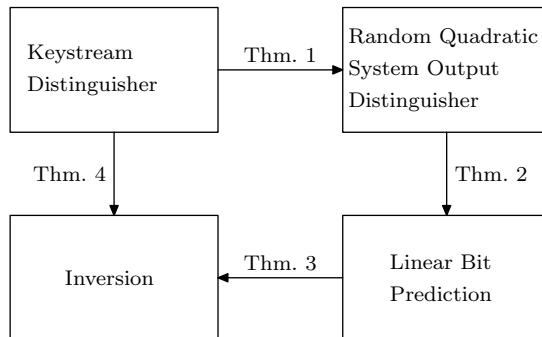 Keystream
Distinguisher
Thm. 1
Random Quadratic
System Output
Distinguisher
Thm. 4
Thm. 2
Inversion
Thm. 3
Linear Bit
Prediction